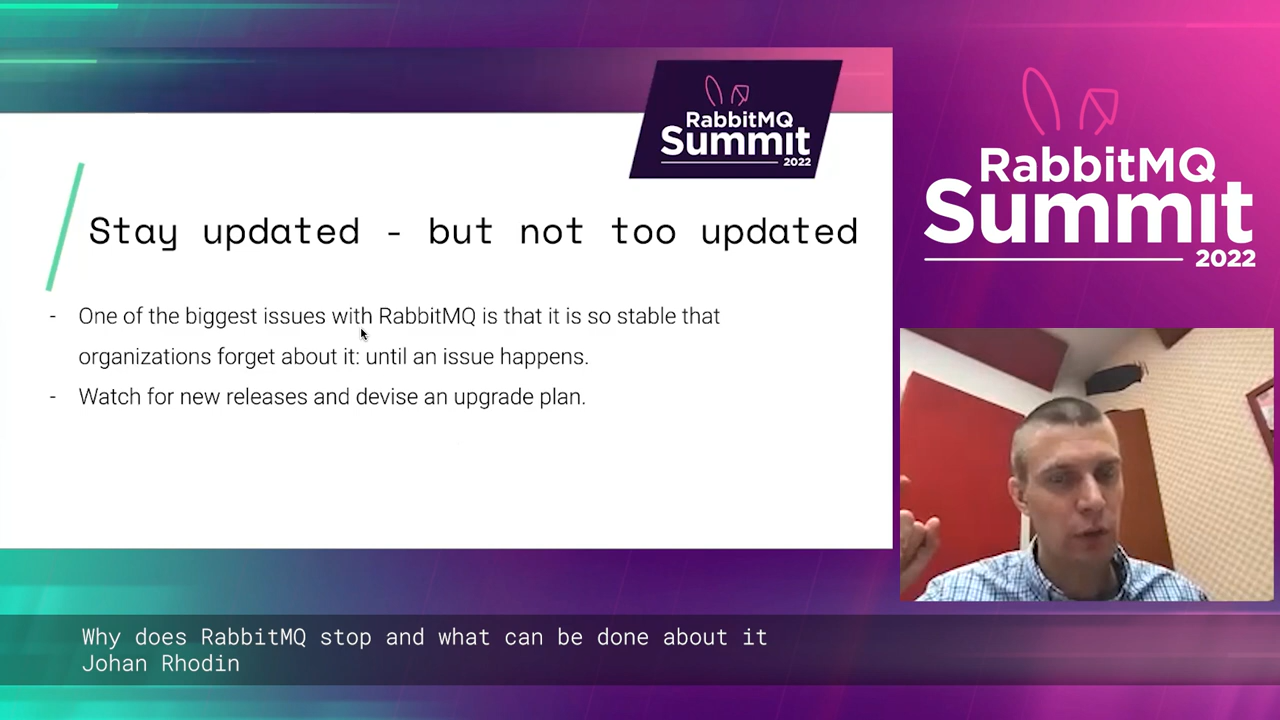 RabbitMQ
Summit
2022
Stay updated - but not too updated
- One of the biggest issues with RabbitMQ is that it is so stable that
organizations forget about it: until an issue happens.
- Watch for new releases and devise an upgrade plan.
RabbitMQ
Summit
2022
Why does RabbitMQ stop and what can be done about it
Johan Rhodin